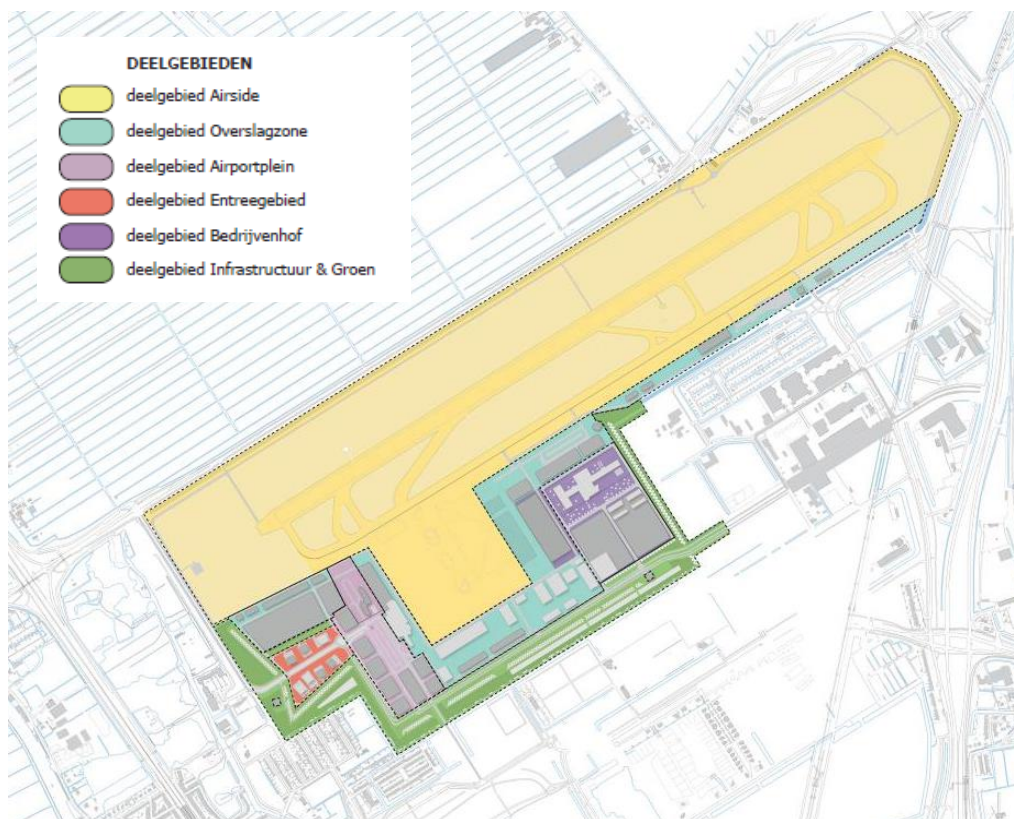 DEELGEBIEDEN
deelgebied Airside
deelgebied Overslagzone
deelgebied Airportplein
deelgebied Entreegebied
deelgebied Bedrijvenhof
deelgebied Infrastructuur & Groen